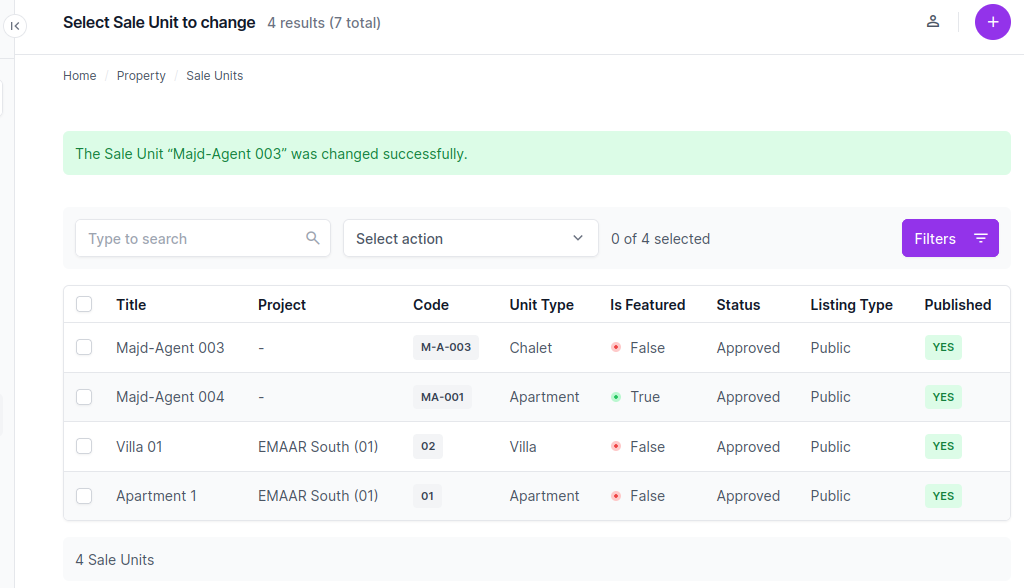 Select Sale Unit to change 4 results (7 total)
Home / Property / Sale Units
The Sale Unit “Majd-Agent 003” was changed successfully.
Type to search Select action 0 of 4 selected Filters
Title Project Code Unit Type Is Featured Status Listing Type Published
Majd-Agent 003 - M-A-003 Chalet False Approved Public YES
Majd-Agent 004 - MA-001 Apartment True Approved Public YES
Villa 01 EMAAR South (01) 02 Villa False Approved Public YES
Apartment 1 EMAAR South (01) 01 Apartment False Approved Public YES
4 Sale Units